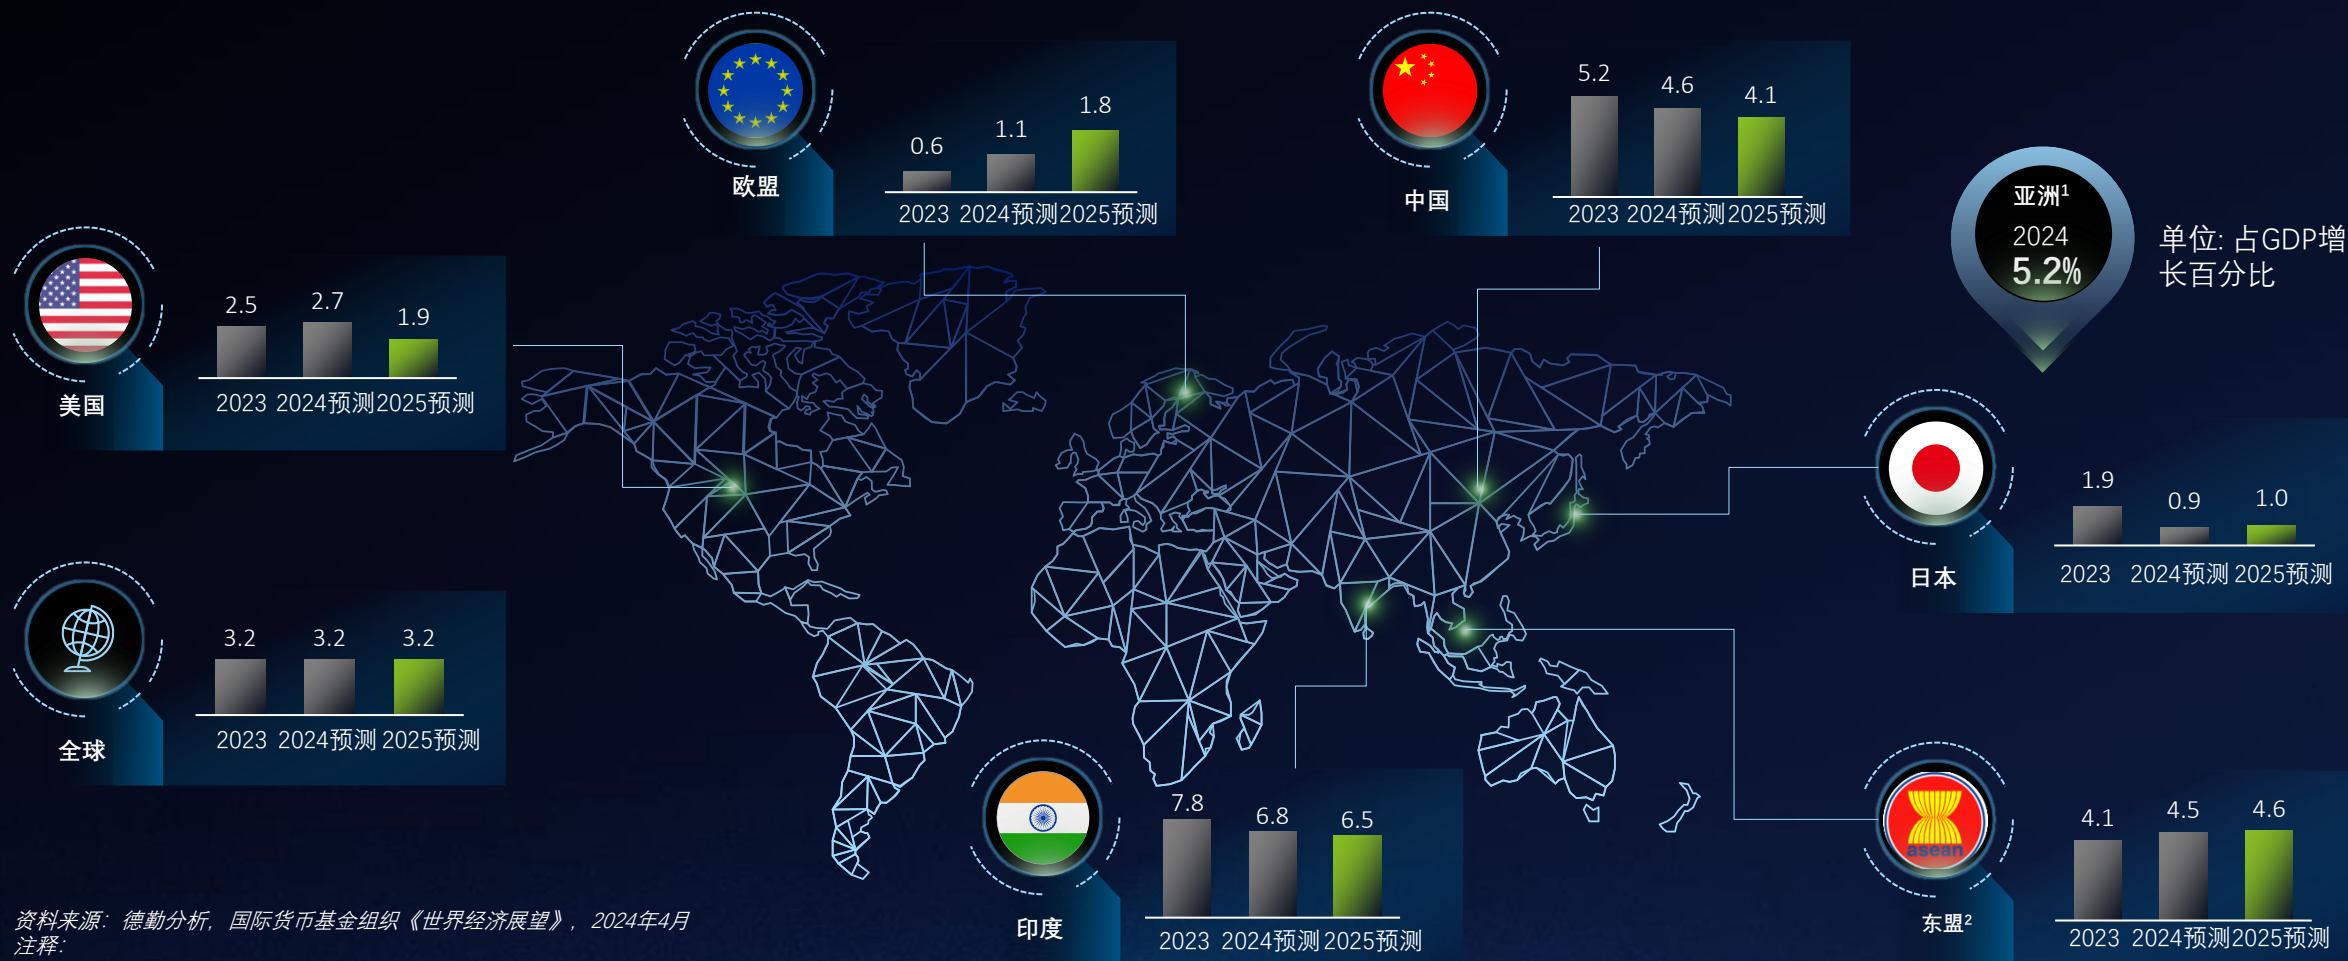 欧盟
0.6
1.1
1.8
2023 2024预测 2025预测
中国
5.2
4.6
4.1
2023 2024预测 2025预测
亚洲1
2024
5.2%
单位: 占GDP增
长百分比
美国
2.5
2.7
1.9
2023 2024预测 2025预测
日本
1.9
0.9
1.0
2023 2024预测 2025预测
全球
3.2
3.2
3.2
2023 2024预测 2025预测
印度
7.8
6.8
6.5
2023 2024预测 2025预测
asean
东盟2
4.1
4.5
4.6
2023 2024预测 2025预测
资料来源：德勤分析，国际货币基金组织《世界经济展望》，2024年4月
注释：